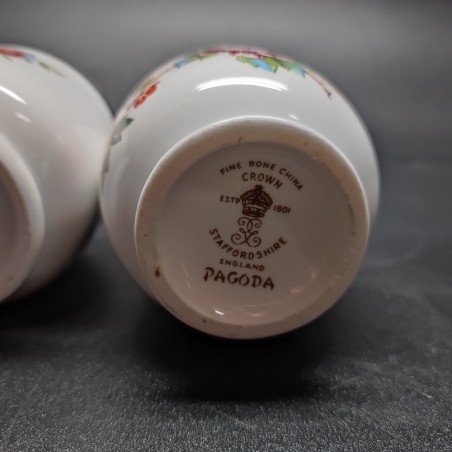 FINE BONE CHINA
CROWN
ESTD 1801
STAFFORDSHIRE
ENGLAND
PAGODA